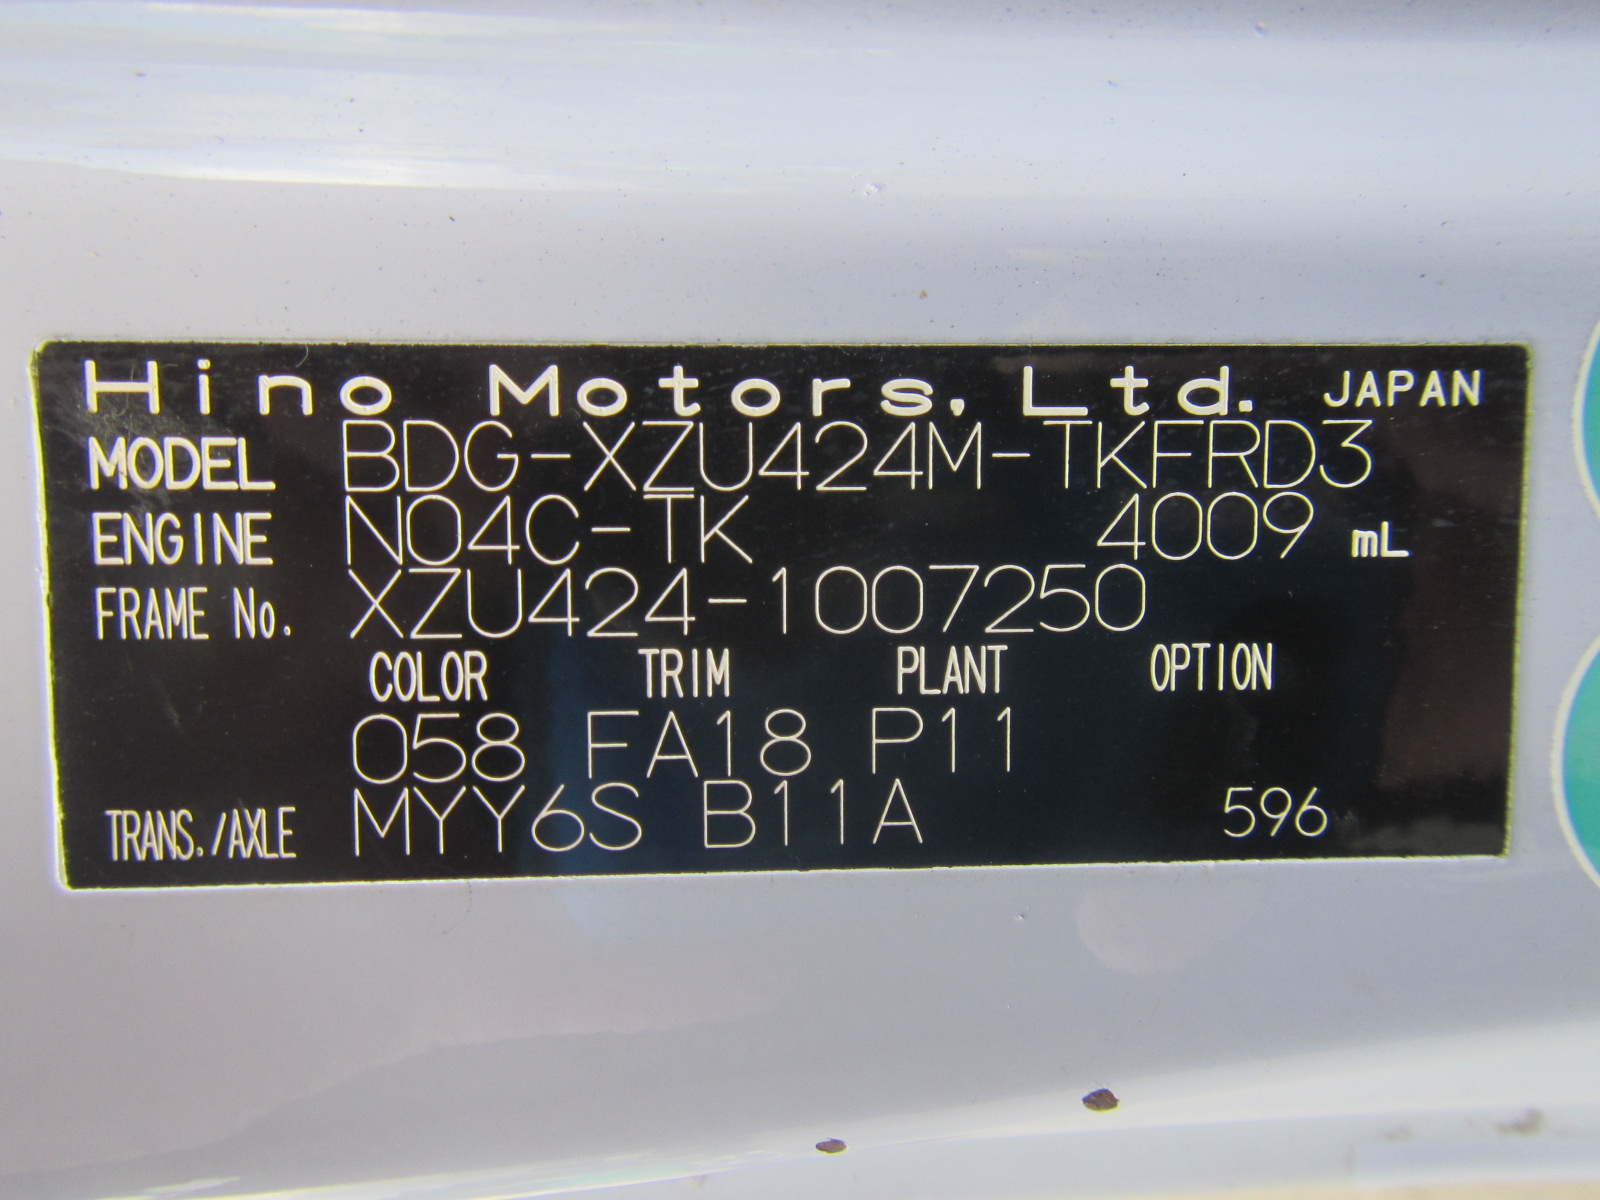 Hino Motors, Ltd. JAPAN
MODEL BDG-XZU424M-TKFRD3
ENGINE N04C-TK 4009 mL
FRAME No. XZU424-1007250
COLOR TRIM PLANT OPTION
058 FA18 P11
TRANS./AXLE MYY6S B11A 596